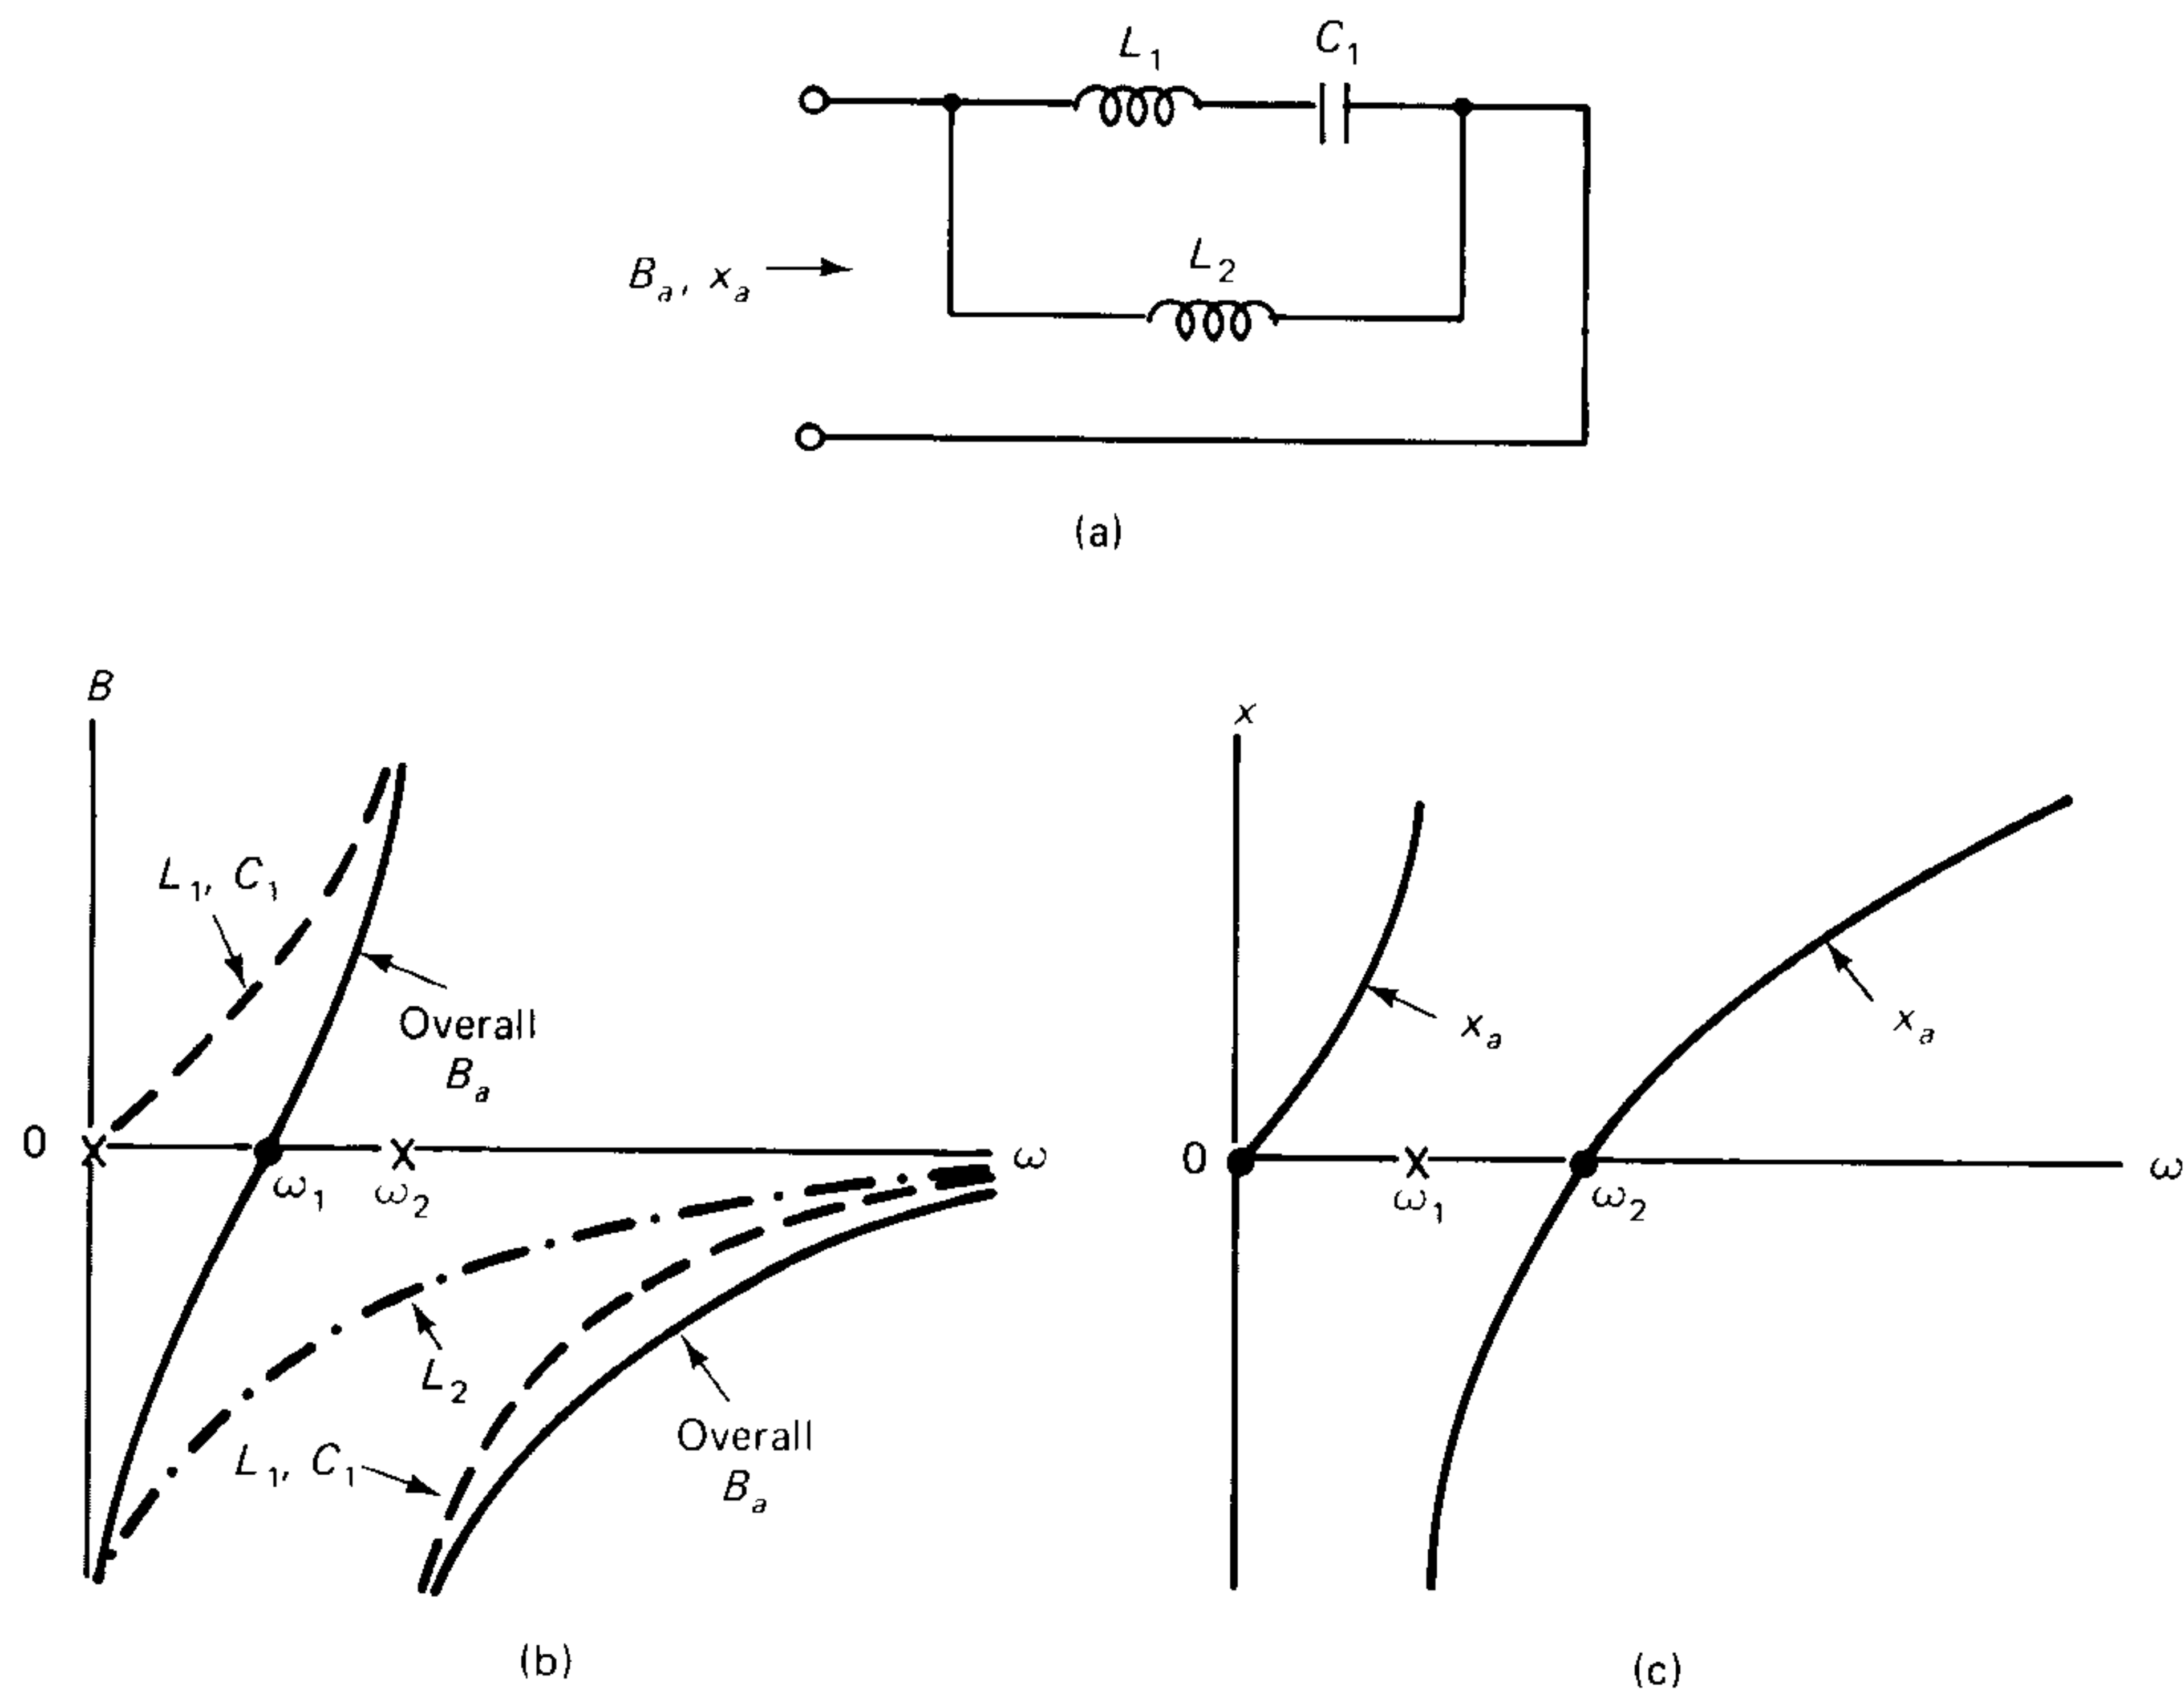 L₁ C₁
L₂
Bₐ, xₐ
(a)
B
L₁, C₁
Overall
Bₐ
0
ω₁ ω₂
ω
L₂
L₁, C₁
Overall
Bₐ
(b)
x
xₐ
xₐ
0
ω₁
ω₂
ω
(c)